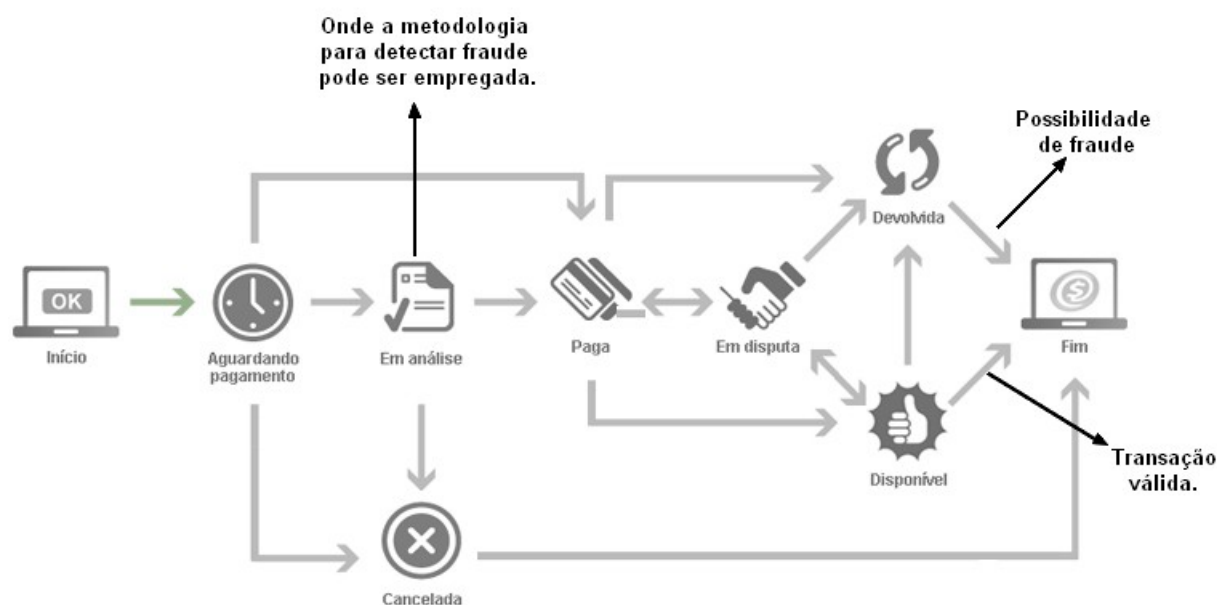 Onde a metodologia
para detectar fraude
pode ser empregada.
Possibilidade
de fraude
Devolvida
OK
Início
Aguardando
pagamento
Em análise
Paga
Em disputa
$
Fim
Disponível
Transação
válida.
Cancelada